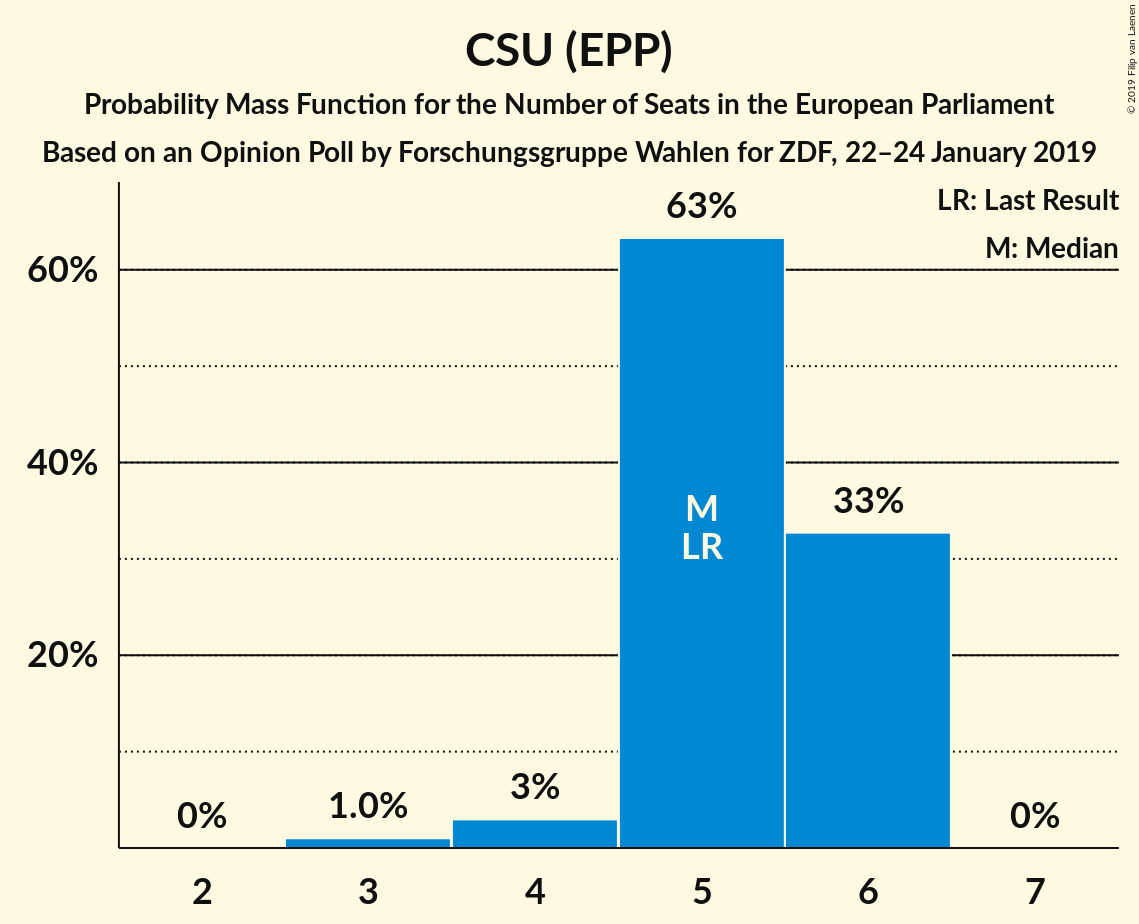 CSU (EPP)
Probability Mass Function for the Number of Seats in the European Parliament
Based on an Opinion Poll by Forschungsgruppe Wahlen for ZDF, 22–24 January 2019
© 2019 Filip van Laenen
LR: Last Result
M: Median
63%
60%
40%
33%
M
LR
20%
3%
1.0%
0%
0%
2 3 4 5 6 7